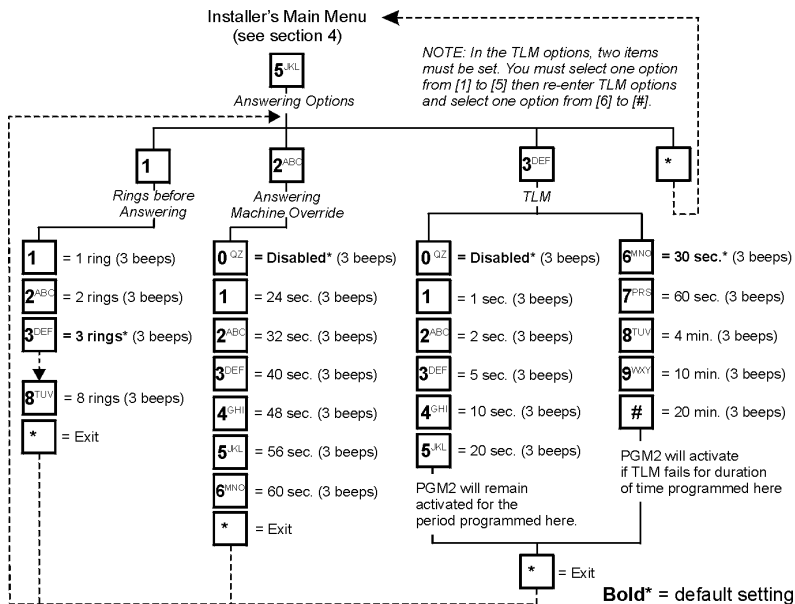 Installer's Main Menu
(see section 4)
NOTE: In the TLM options, two items
must be set. You must select one option
from [1] to [5] then re-enter TLM options
and select one option from [6] to [#].
5JKL
Answering Options
1
Rings before
Answering
2ABC
Answering
Machine Override
3DEF
TLM
*
1 = 1 ring (3 beeps)
2ABC = 2 rings (3 beeps)
3DEF = 3 rings* (3 beeps)
8TUV = 8 rings (3 beeps)
* = Exit
0QZ = Disabled* (3 beeps)
1 = 24 sec. (3 beeps)
2ABC = 32 sec. (3 beeps)
3DEF = 40 sec. (3 beeps)
4GHI = 48 sec. (3 beeps)
5JKL = 56 sec. (3 beeps)
6MNO = 60 sec. (3 beeps)
* = Exit
0QZ = Disabled* (3 beeps)
1 = 1 sec. (3 beeps)
2ABC = 2 sec. (3 beeps)
3DEF = 5 sec. (3 beeps)
4GHI = 10 sec. (3 beeps)
5JKL = 20 sec. (3 beeps)
PGM2 will remain
activated for the
period programmed here.
6MNO = 30 sec.* (3 beeps)
7PRS = 60 sec. (3 beeps)
8TUV = 4 min. (3 beeps)
9WXY = 10 min. (3 beeps)
# = 20 min. (3 beeps)
PGM2 will activate
if TLM fails for duration
of time programmed here
* = Exit
Bold* = default setting